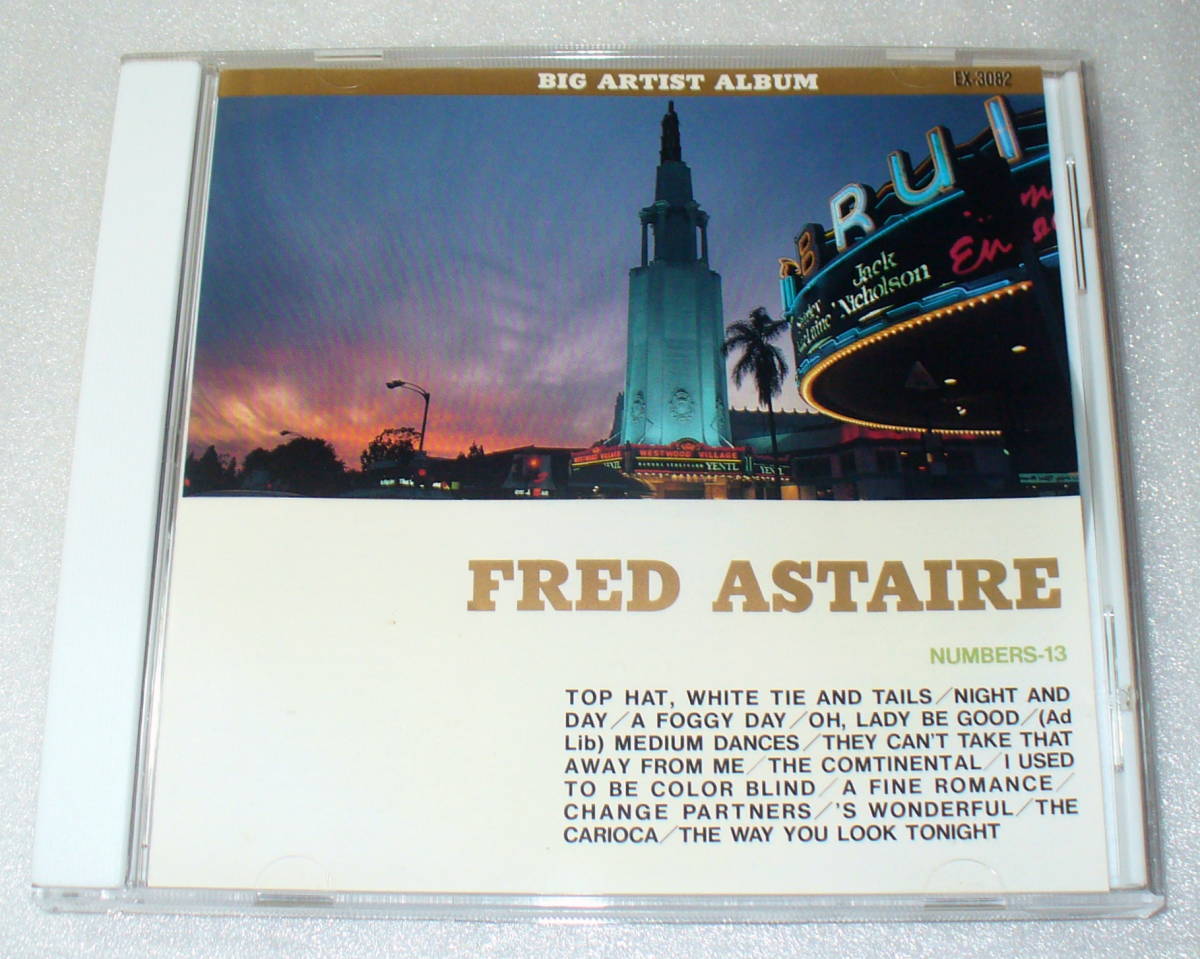 BIG ARTIST ALBUM
EX-3082
BRUI
Jack
Nicholson
WESTWOOD VILLAGE
YENTL
YENTL
YENTL
FRED ASTAIRE
NUMBERS-13
TOP HAT, WHITE TIE AND TAILS/NIGHT AND
DAY/A FOGGY DAY/OH, LADY BE GOOD/(Ad
Lib) MEDIUM DANCES/THEY CAN'T TAKE THAT
AWAY FROM ME/THE COMTINENTAL/I USED
TO BE COLOR BLIND/A FINE ROMANCE/
CHANGE PARTNERS/'S WONDERFUL/THE
CARIOCA/THE WAY YOU LOOK TONIGHT